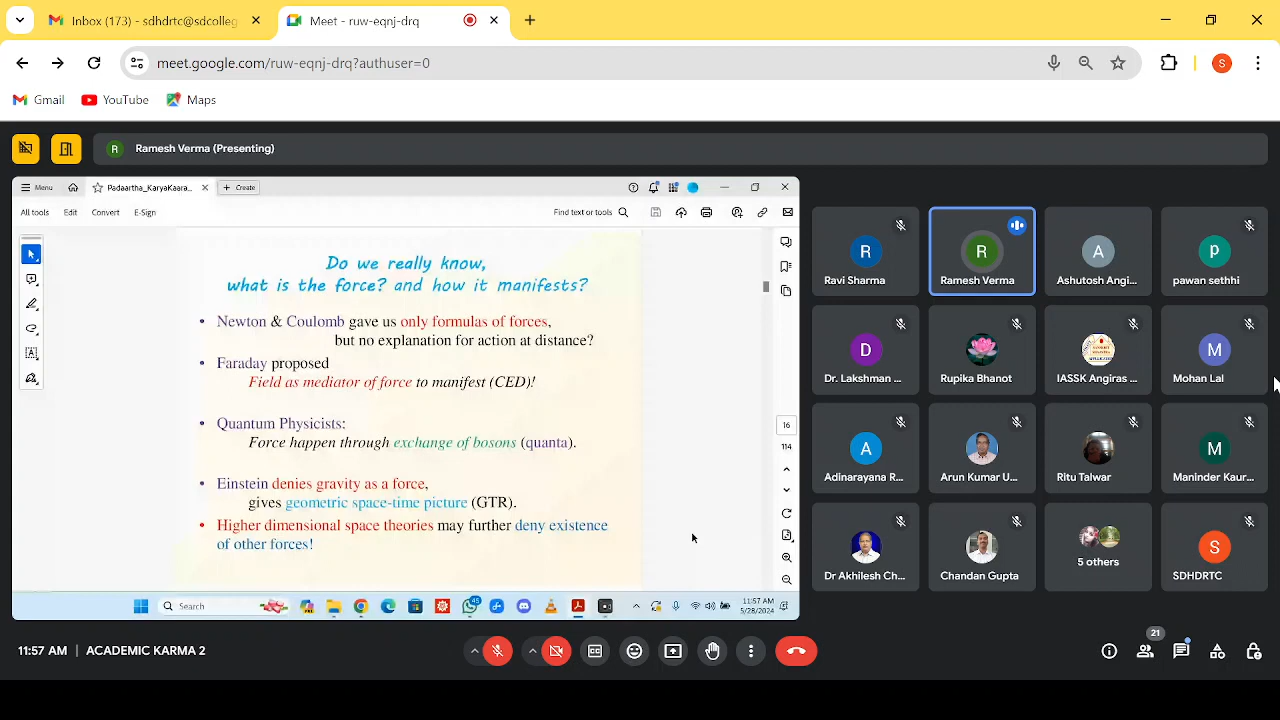 Inbox (173) - sdhdrtc@sdcolleg
Meet - ruw-eqnj-drq
meet.google.com/ruw-eqnj-drq?authuser=0
S
Gmail
YouTube
Maps
R
Ramesh Verma (Presenting)
Menu
Padaartha_KaryaKaara...
+ Create
All tools
Edit
Convert
E-Sign
Find text or tools
Do we really know,
what is the force? and how it manifests?
• Newton & Coulomb gave us only formulas of forces,
but no explanation for action at distance?
• Faraday proposed
Field as mediator of force to manifest (CED)!
• Quantum Physicists:
Force happen through exchange of bosons (quanta).
• Einstein denies gravity as a force,
gives geometric space-time picture (GTR).
• Higher dimensional space theories may further deny existence
of other forces!
16
114
Search
45
11:57 AM
5/28/2024
R
Ravi Sharma
R
Ramesh Verma
A
Ashutosh Angi...
p
pawan sethhi
D
Dr. Lakshman ...
Rupika Bhanot
IASSK Angiras ...
M
Mohan Lal
A
Adinarayana R...
Arun Kumar U...
Ritu Talwar
M
Maninder Kaur...
Dr Akhilesh Ch...
Chandan Gupta
5 others
S
SDHDRTC
11:57 AM
ACADEMIC KARMA 2
21